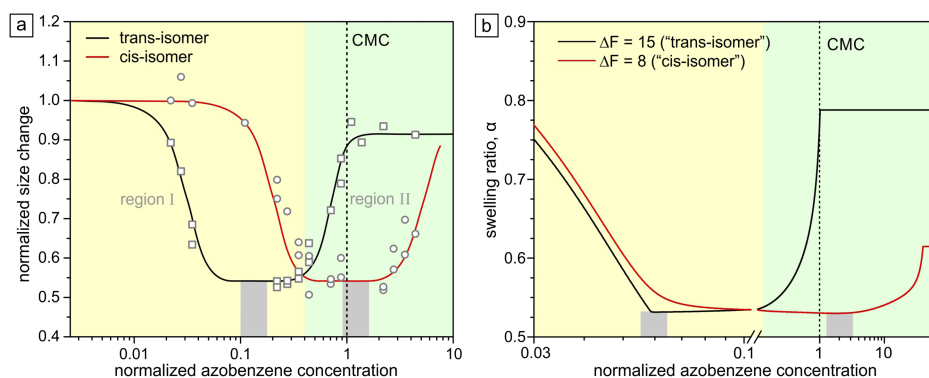 a
1.2
1.1
1.0
0.9
0.8
0.7
0.6
0.5
0.4
normalized size change
trans-isomer
cis-isomer
CMC
region I
region II
0.01
0.1
1
10
normalized azobenzene concentration
b
0.9
0.8
0.7
0.6
0.5
swelling ratio, α
ΔF = 15 (“trans-isomer”)
ΔF = 8 (“cis-isomer”)
CMC
0.03
0.1
1
10
normalized azobenzene concentration